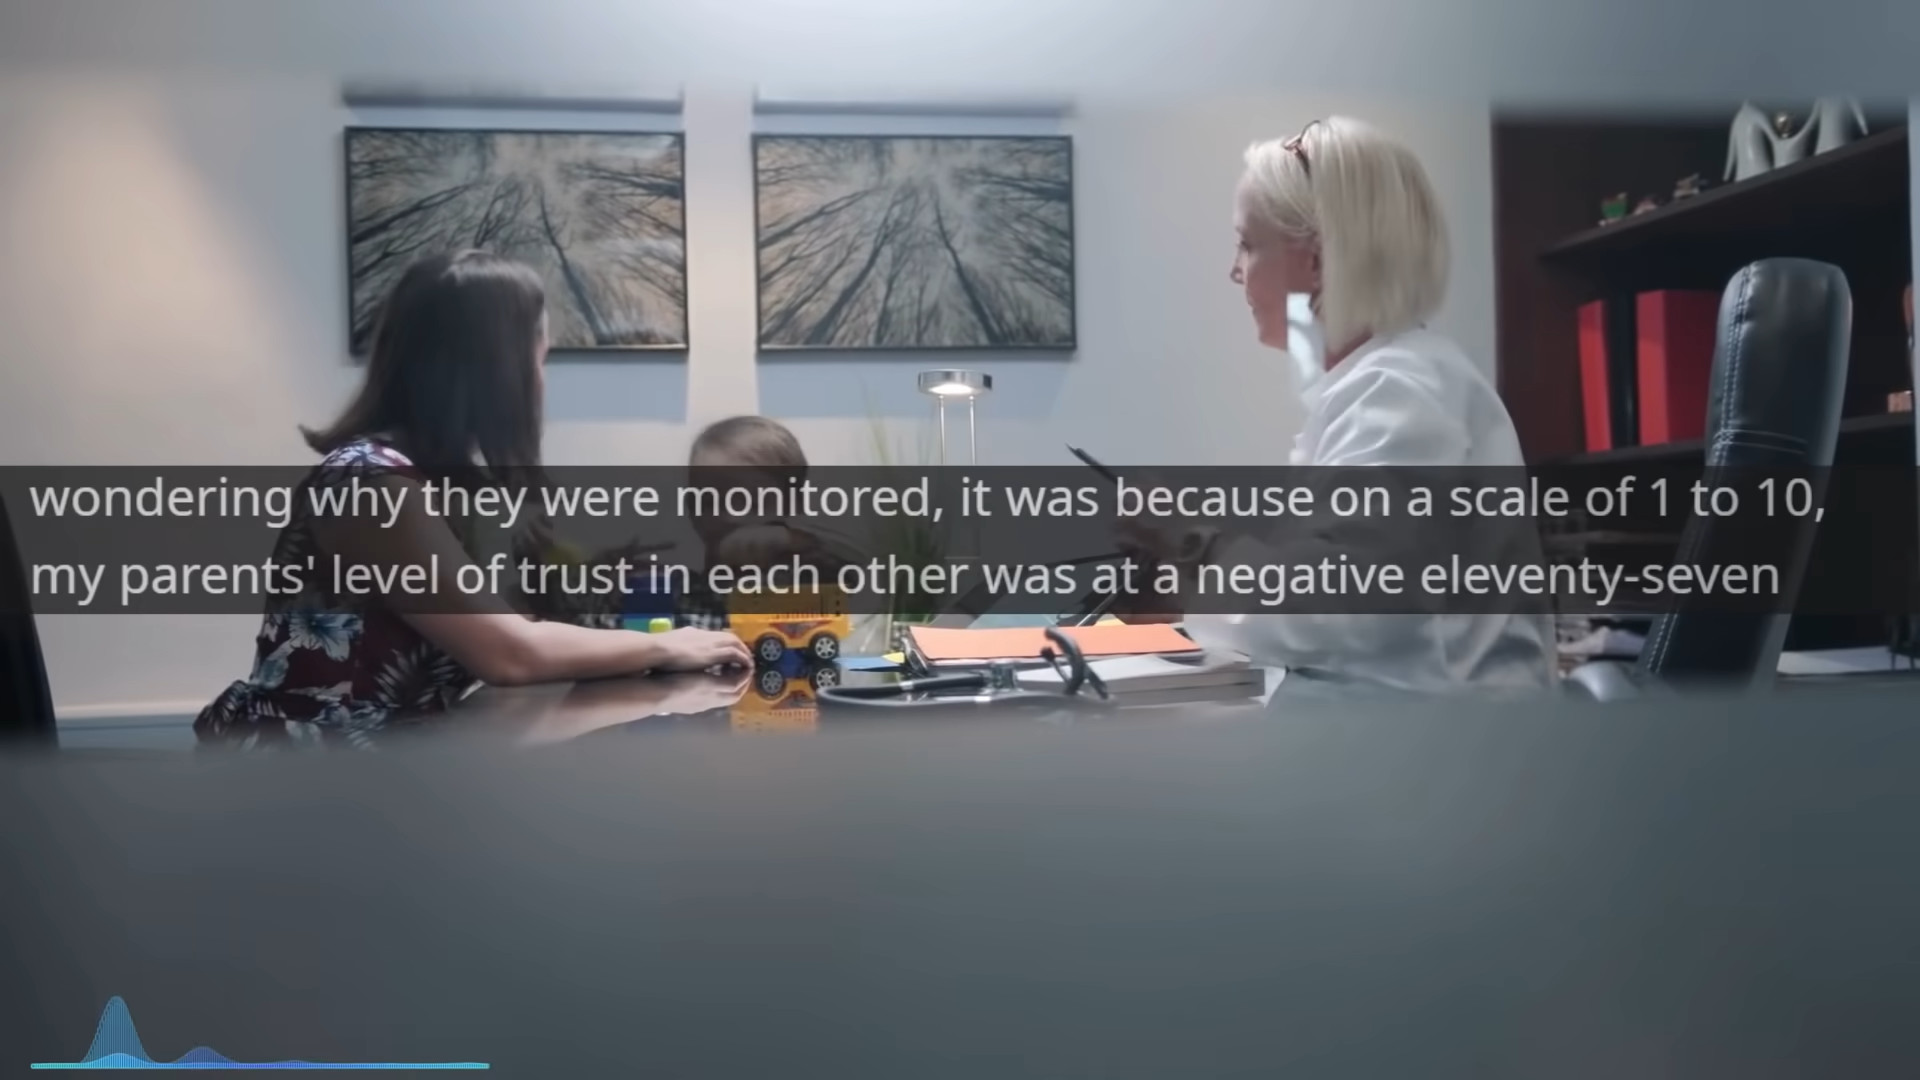 wondering why they were monitored, it was because on a scale of 1 to 10,
my parents' level of trust in each other was at a negative eleventy-seven